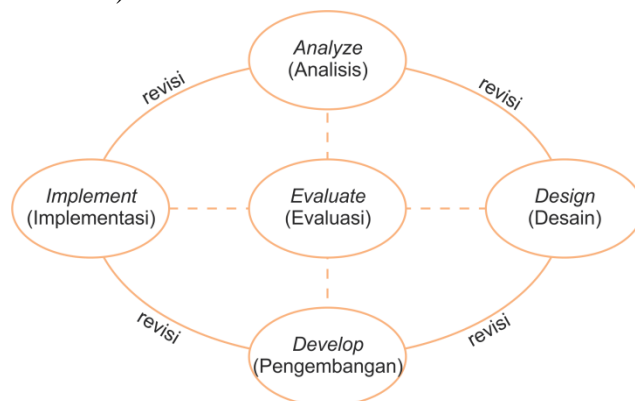 )
Analyze
(Analisis)
revisi
revisi
Implement
(Implementasi)
Evaluate
(Evaluasi)
Design
(Desain)
revisi
revisi
Develop
(Pengembangan)